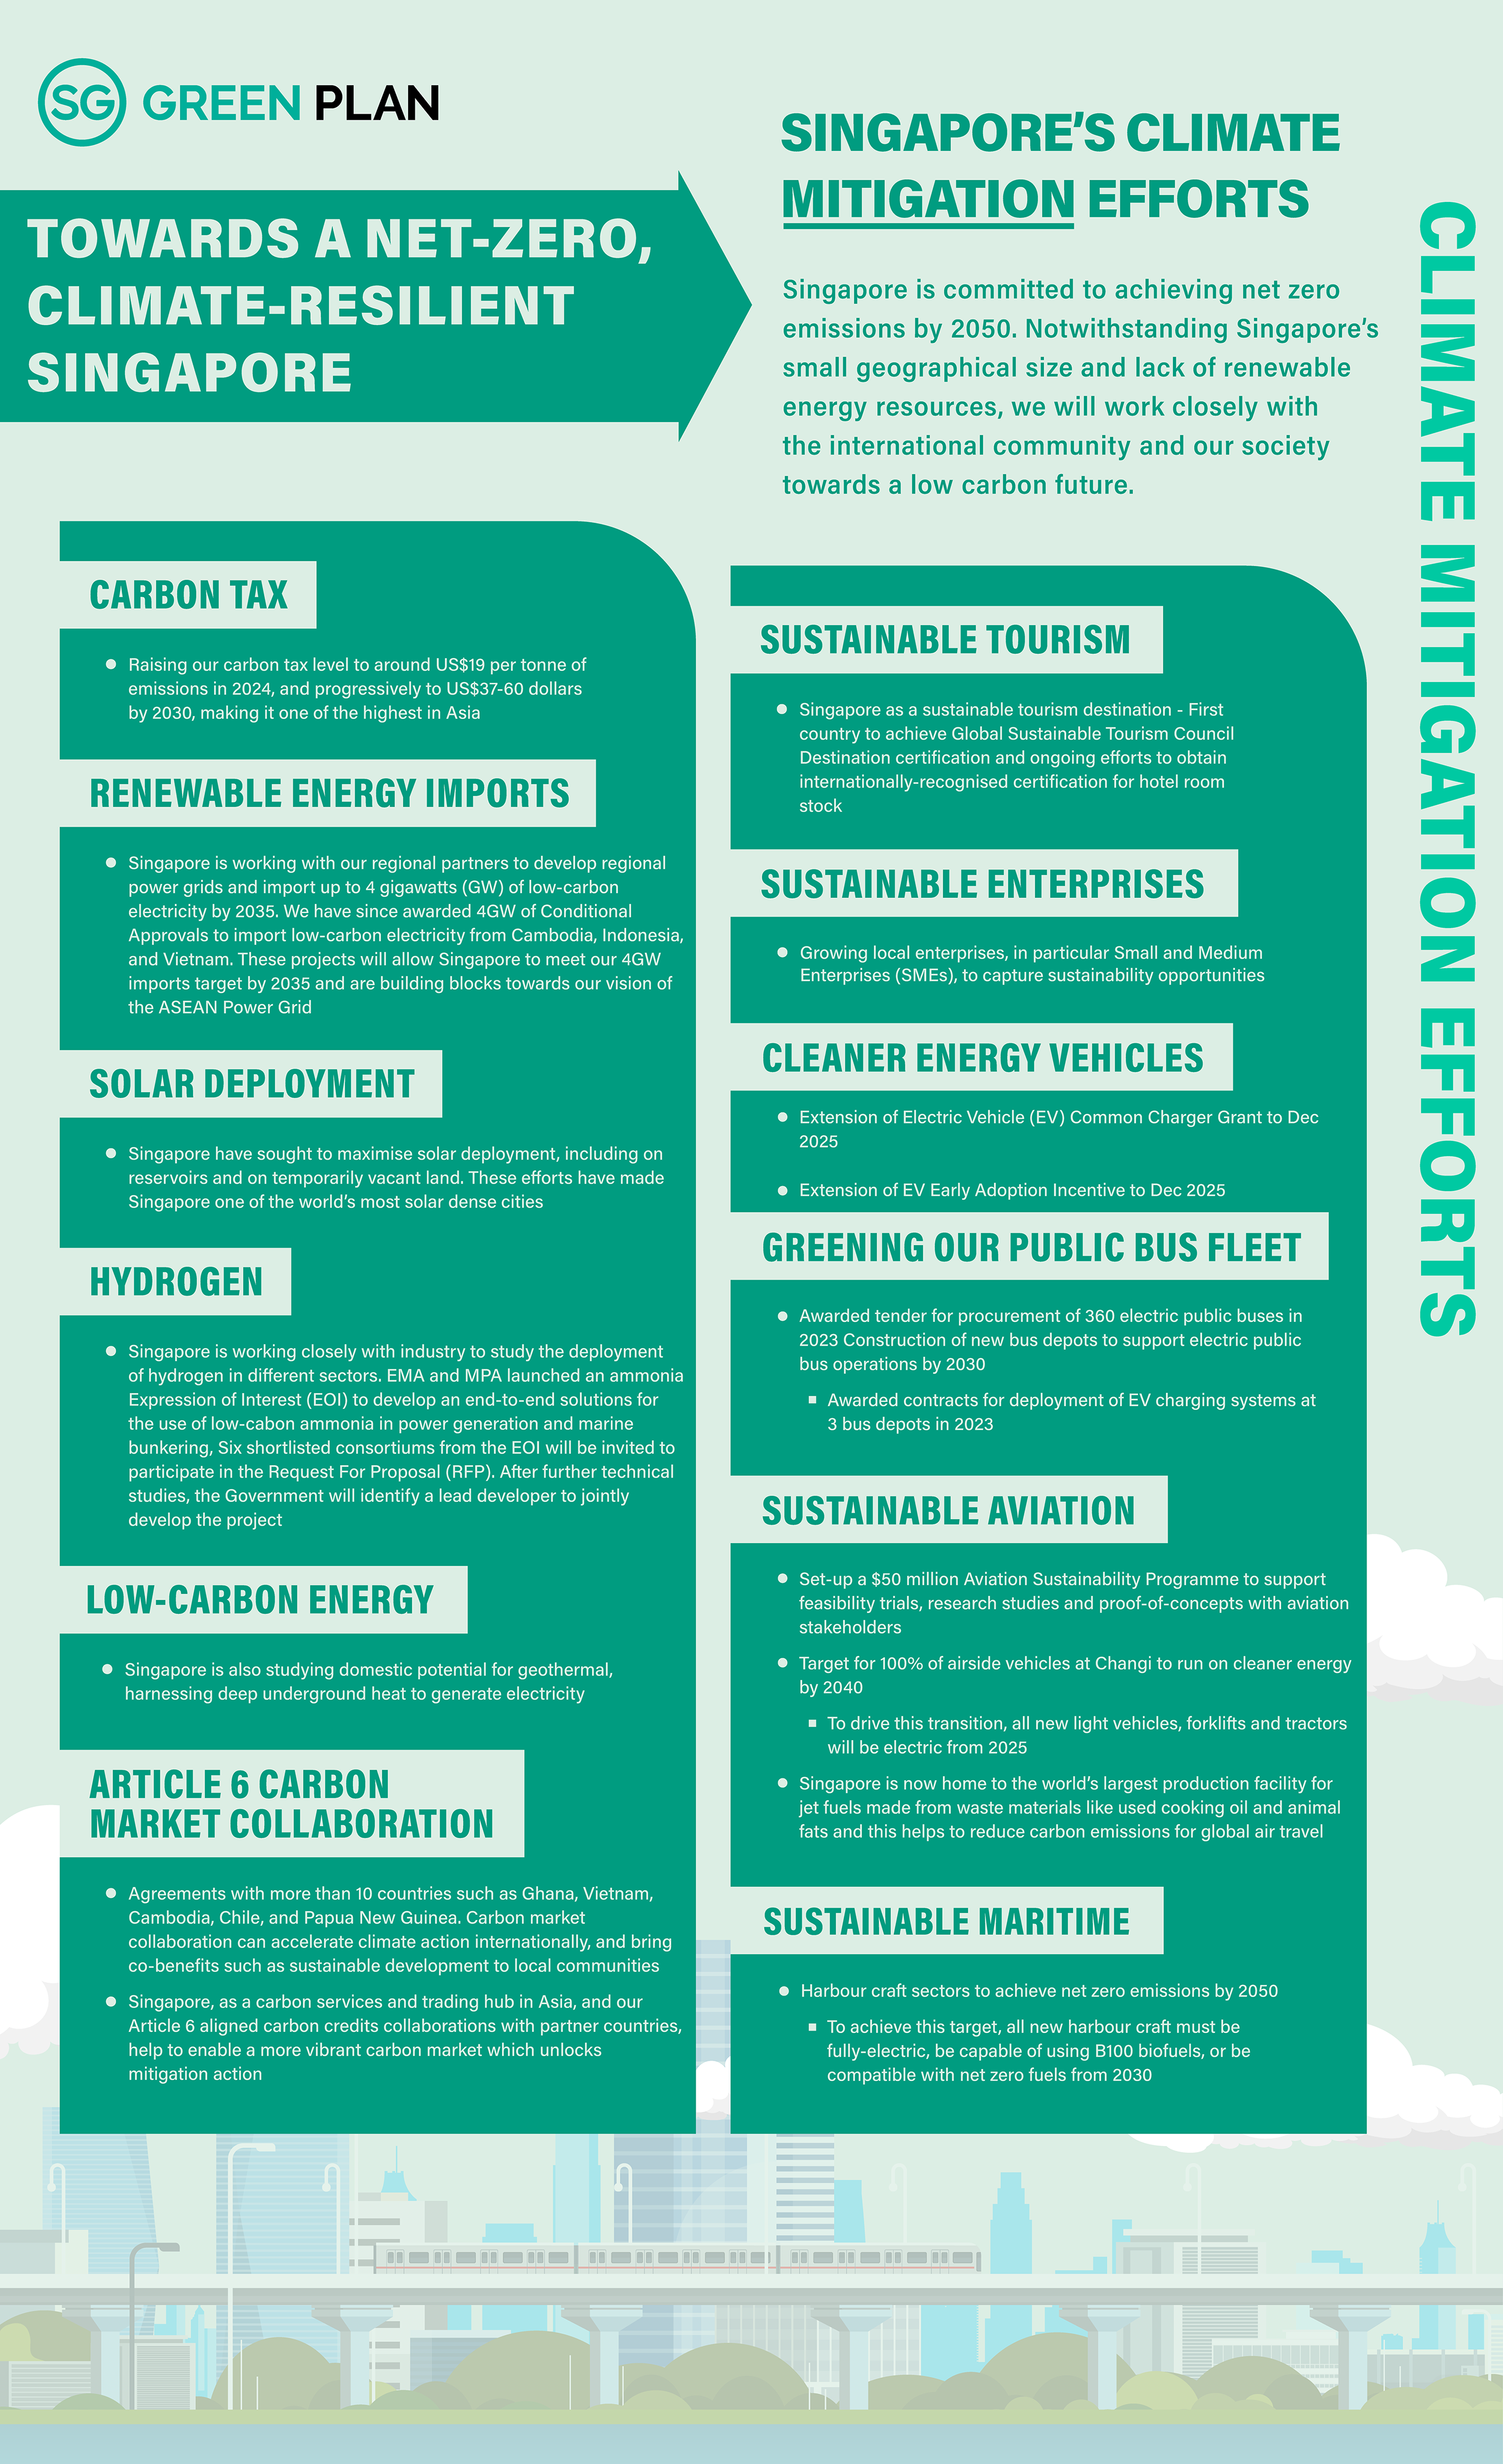 SG GREEN PLAN
TOWARDS A NET-ZERO,
CLIMATE-RESILIENT
SINGAPORE
SINGAPORE'S CLIMATE
MITIGATION EFFORTS
Singapore is committed to achieving net zero
emissions by 2050. Notwithstanding Singapore's
small geographical size and lack of renewable
energy resources, we will work closely with
the international community and our society
towards a low carbon future.
CLIMATE MITIGATION EFFORTS
CARBON TAX
Raising our carbon tax level to around US$19 per tonne of
emissions in 2024, and progressively to US$37-60 dollars
by 2030, making it one of the highest in Asia
RENEWABLE ENERGY IMPORTS
Singapore is working with our regional partners to develop regional
power grids and import up to 4 gigawatts (GW) of low-carbon
electricity by 2035. We have since awarded 4GW of Conditional
Approvals to import low-carbon electricity from Cambodia, Indonesia,
and Vietnam. These projects will allow Singapore to meet our 4GW
imports target by 2035 and are building blocks towards our vision of
the ASEAN Power Grid
SOLAR DEPLOYMENT
Singapore have sought to maximise solar deployment, including on
reservoirs and on temporarily vacant land. These efforts have made
Singapore one of the world's most solar dense cities
HYDROGEN
Singapore is working closely with industry to study the deployment
of hydrogen in different sectors. EMA and MPA launched an ammonia
Expression of Interest (EOI) to develop an end-to-end solutions for
the use of low-cabon ammonia in power generation and marine
bunkering, Six shortlisted consortiums from the EOI will be invited to
participate in the Request For Proposal (RFP). After further technical
studies, the Government will identify a lead developer to jointly
develop the project
LOW-CARBON ENERGY
Singapore is also studying domestic potential for geothermal,
harnessing deep underground heat to generate electricity
ARTICLE 6 CARBON
MARKET COLLABORATION
Agreements with more than 10 countries such as Ghana, Vietnam,
Cambodia, Chile, and Papua New Guinea. Carbon market
collaboration can accelerate climate action internationally, and bring
co-benefits such as sustainable development to local communities
Singapore, as a carbon services and trading hub in Asia, and our
Article 6 aligned carbon credits collaborations with partner countries,
help to enable a more vibrant carbon market which unlocks
mitigation action
SUSTAINABLE TOURISM
Singapore as a sustainable tourism destination - First
country to achieve Global Sustainable Tourism Council
Destination certification and ongoing efforts to obtain
internationally-recognised certification for hotel room
stock
SUSTAINABLE ENTERPRISES
Growing local enterprises, in particular Small and Medium
Enterprises (SMEs), to capture sustainability opportunities
CLEANER ENERGY VEHICLES
Extension of Electric Vehicle (EV) Common Charger Grant to Dec
2025
Extension of EV Early Adoption Incentive to Dec 2025
GREENING OUR PUBLIC BUS FLEET
Awarded tender for procurement of 360 electric public buses in
2023 Construction of new bus depots to support electric public
bus operations by 2030
Awarded contracts for deployment of EV charging systems at
3 bus depots in 2023
SUSTAINABLE AVIATION
Set-up a $50 million Aviation Sustainability Programme to support
feasibility trials, research studies and proof-of-concepts with aviation
stakeholders
Target for 100% of airside vehicles at Changi to run on cleaner energy
by 2040
To drive this transition, all new light vehicles, forklifts and tractors
will be electric from 2025
Singapore is now home to the world's largest production facility for
jet fuels made from waste materials like used cooking oil and animal
fats and this helps to reduce carbon emissions for global air travel
SUSTAINABLE MARITIME
Harbour craft sectors to achieve net zero emissions by 2050
To achieve this target, all new harbour craft must be
fully-electric, be capable of using B100 biofuels, or be
compatible with net zero fuels from 2030